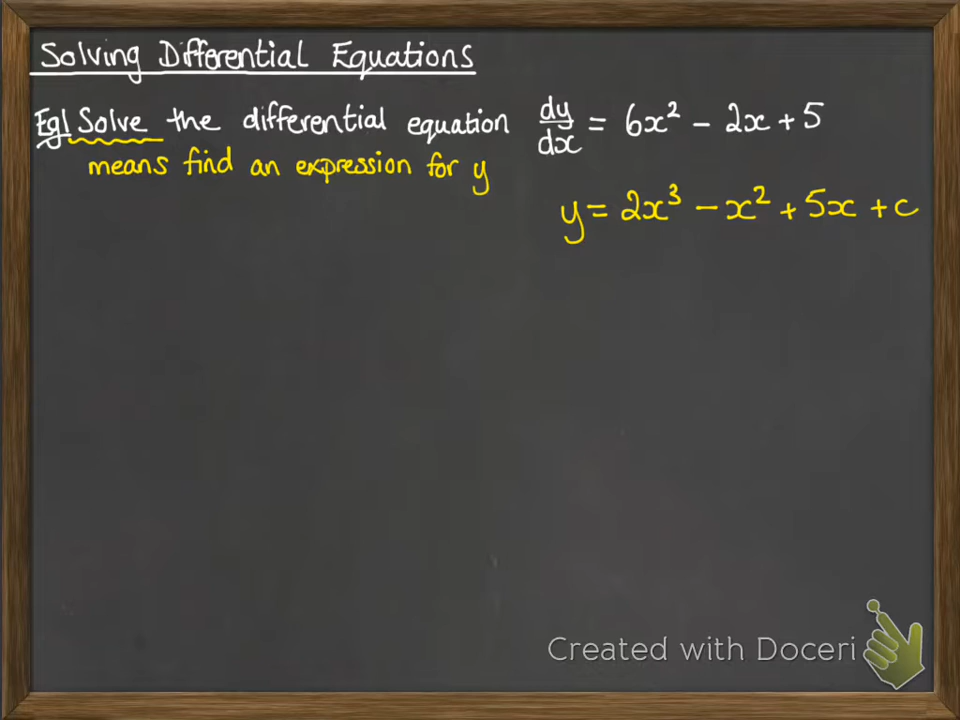 Solving Differential Equations
Eg1 Solve the differential equation dy/dx = 6x² - 2x + 5
means find an expression for y
y = 2x³ - x² + 5x + c
Created with Doceri